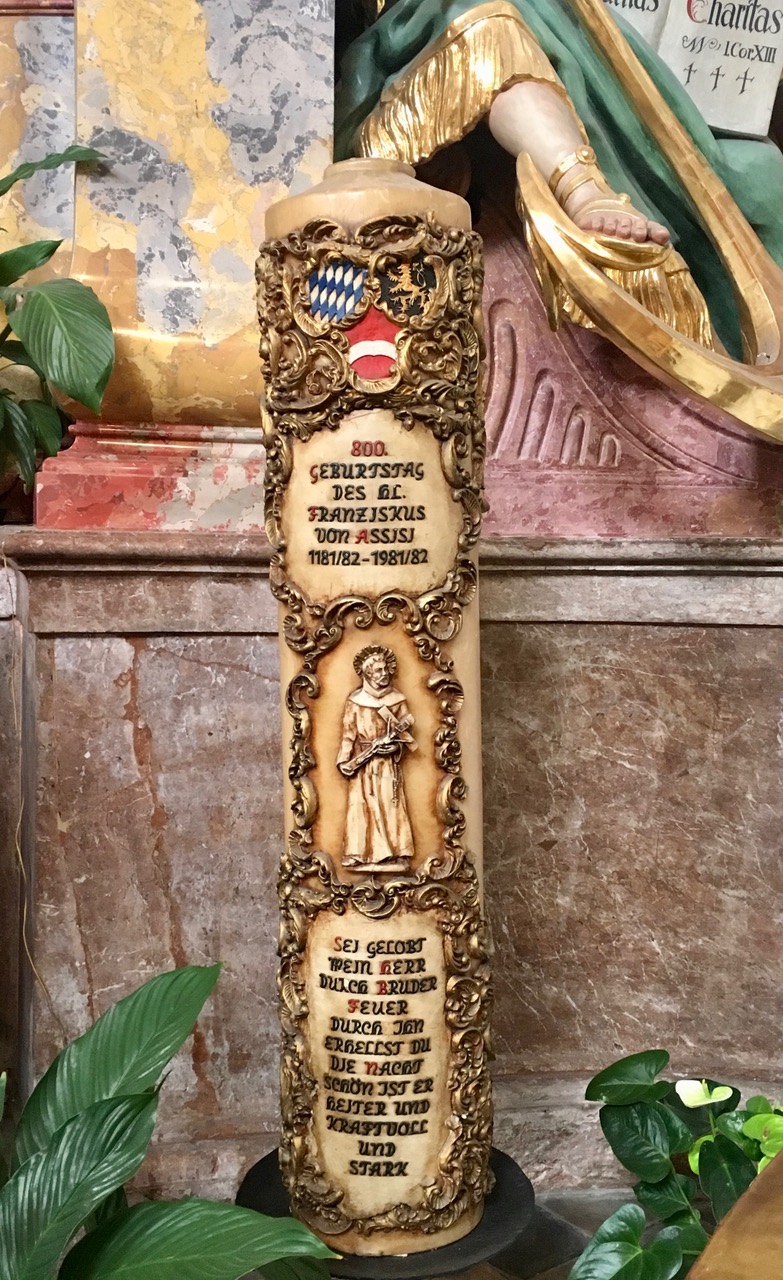 Charitas
I.Cor.XIII
800.
GEBURTSTAG
DES HL.
FRANZISKUS
VON ASSISI
1181/82-1981/82
SEI GELOBT
MEIN HERR
DURCH BRUDER
FEUER
DURCH IHN
ERHELLST DU
DIE NACHT
SCHÖN IST ER
HEITER UND
KRAFTVOLL
UND
STARK